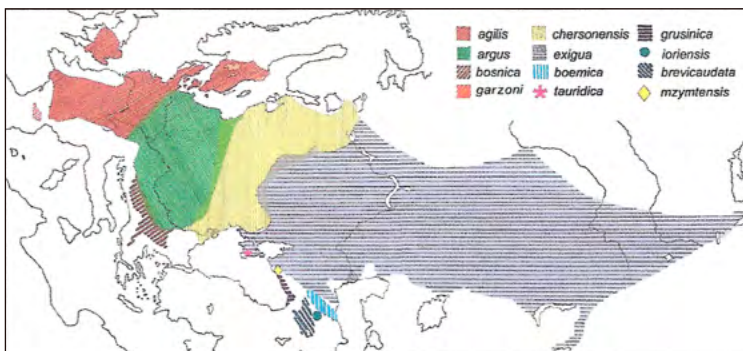 agilis chersonensis grusinica
argus exigua ioriensis
bosnica boemica brevicaudata
garzoni tauridica mzymtensis